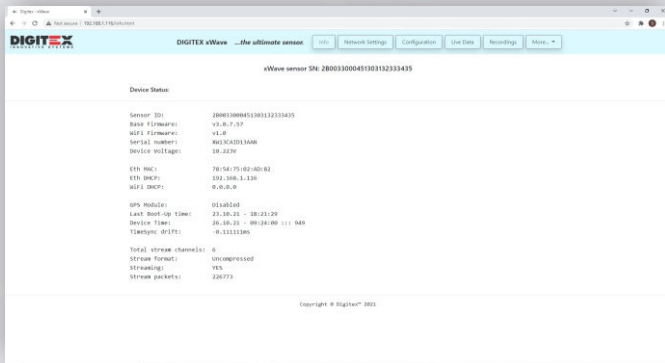 Digitex - xWave
Not secure | 192.168.1.116/info.html
DIGITEX
INNOVATIVE SYSTEMS
DIGITEX xWave ...the ultimate sensor.
Info
Network Settings
Configuration
Live Data
Recordings
More...
xWave sensor SN: 2B0033000451303132333435
Device Status:
Sensor ID: 2B0033000451303132333435
Base Firmware: v3.0.7.57
WiFi Firmware: v1.0
Serial number: XW13CAID13AAN
Device Voltage: 10.223V
Eth MAC: 70:54:75:02:AD:82
Eth DHCP: 192.168.1.116
WiFi DHCP: 0.0.0.0
GPS Module: Disabled
Last Boot-Up time: 23.10.21 - 18:21:29
Device Time: 26.10.21 - 09:24:00 ::: 949
TimeSync drift: -0.111111ms
Total stream channels: 6
Stream format: Uncompressed
Streaming: YES
Stream packets: 226773
Copyright © Digitex™ 2021